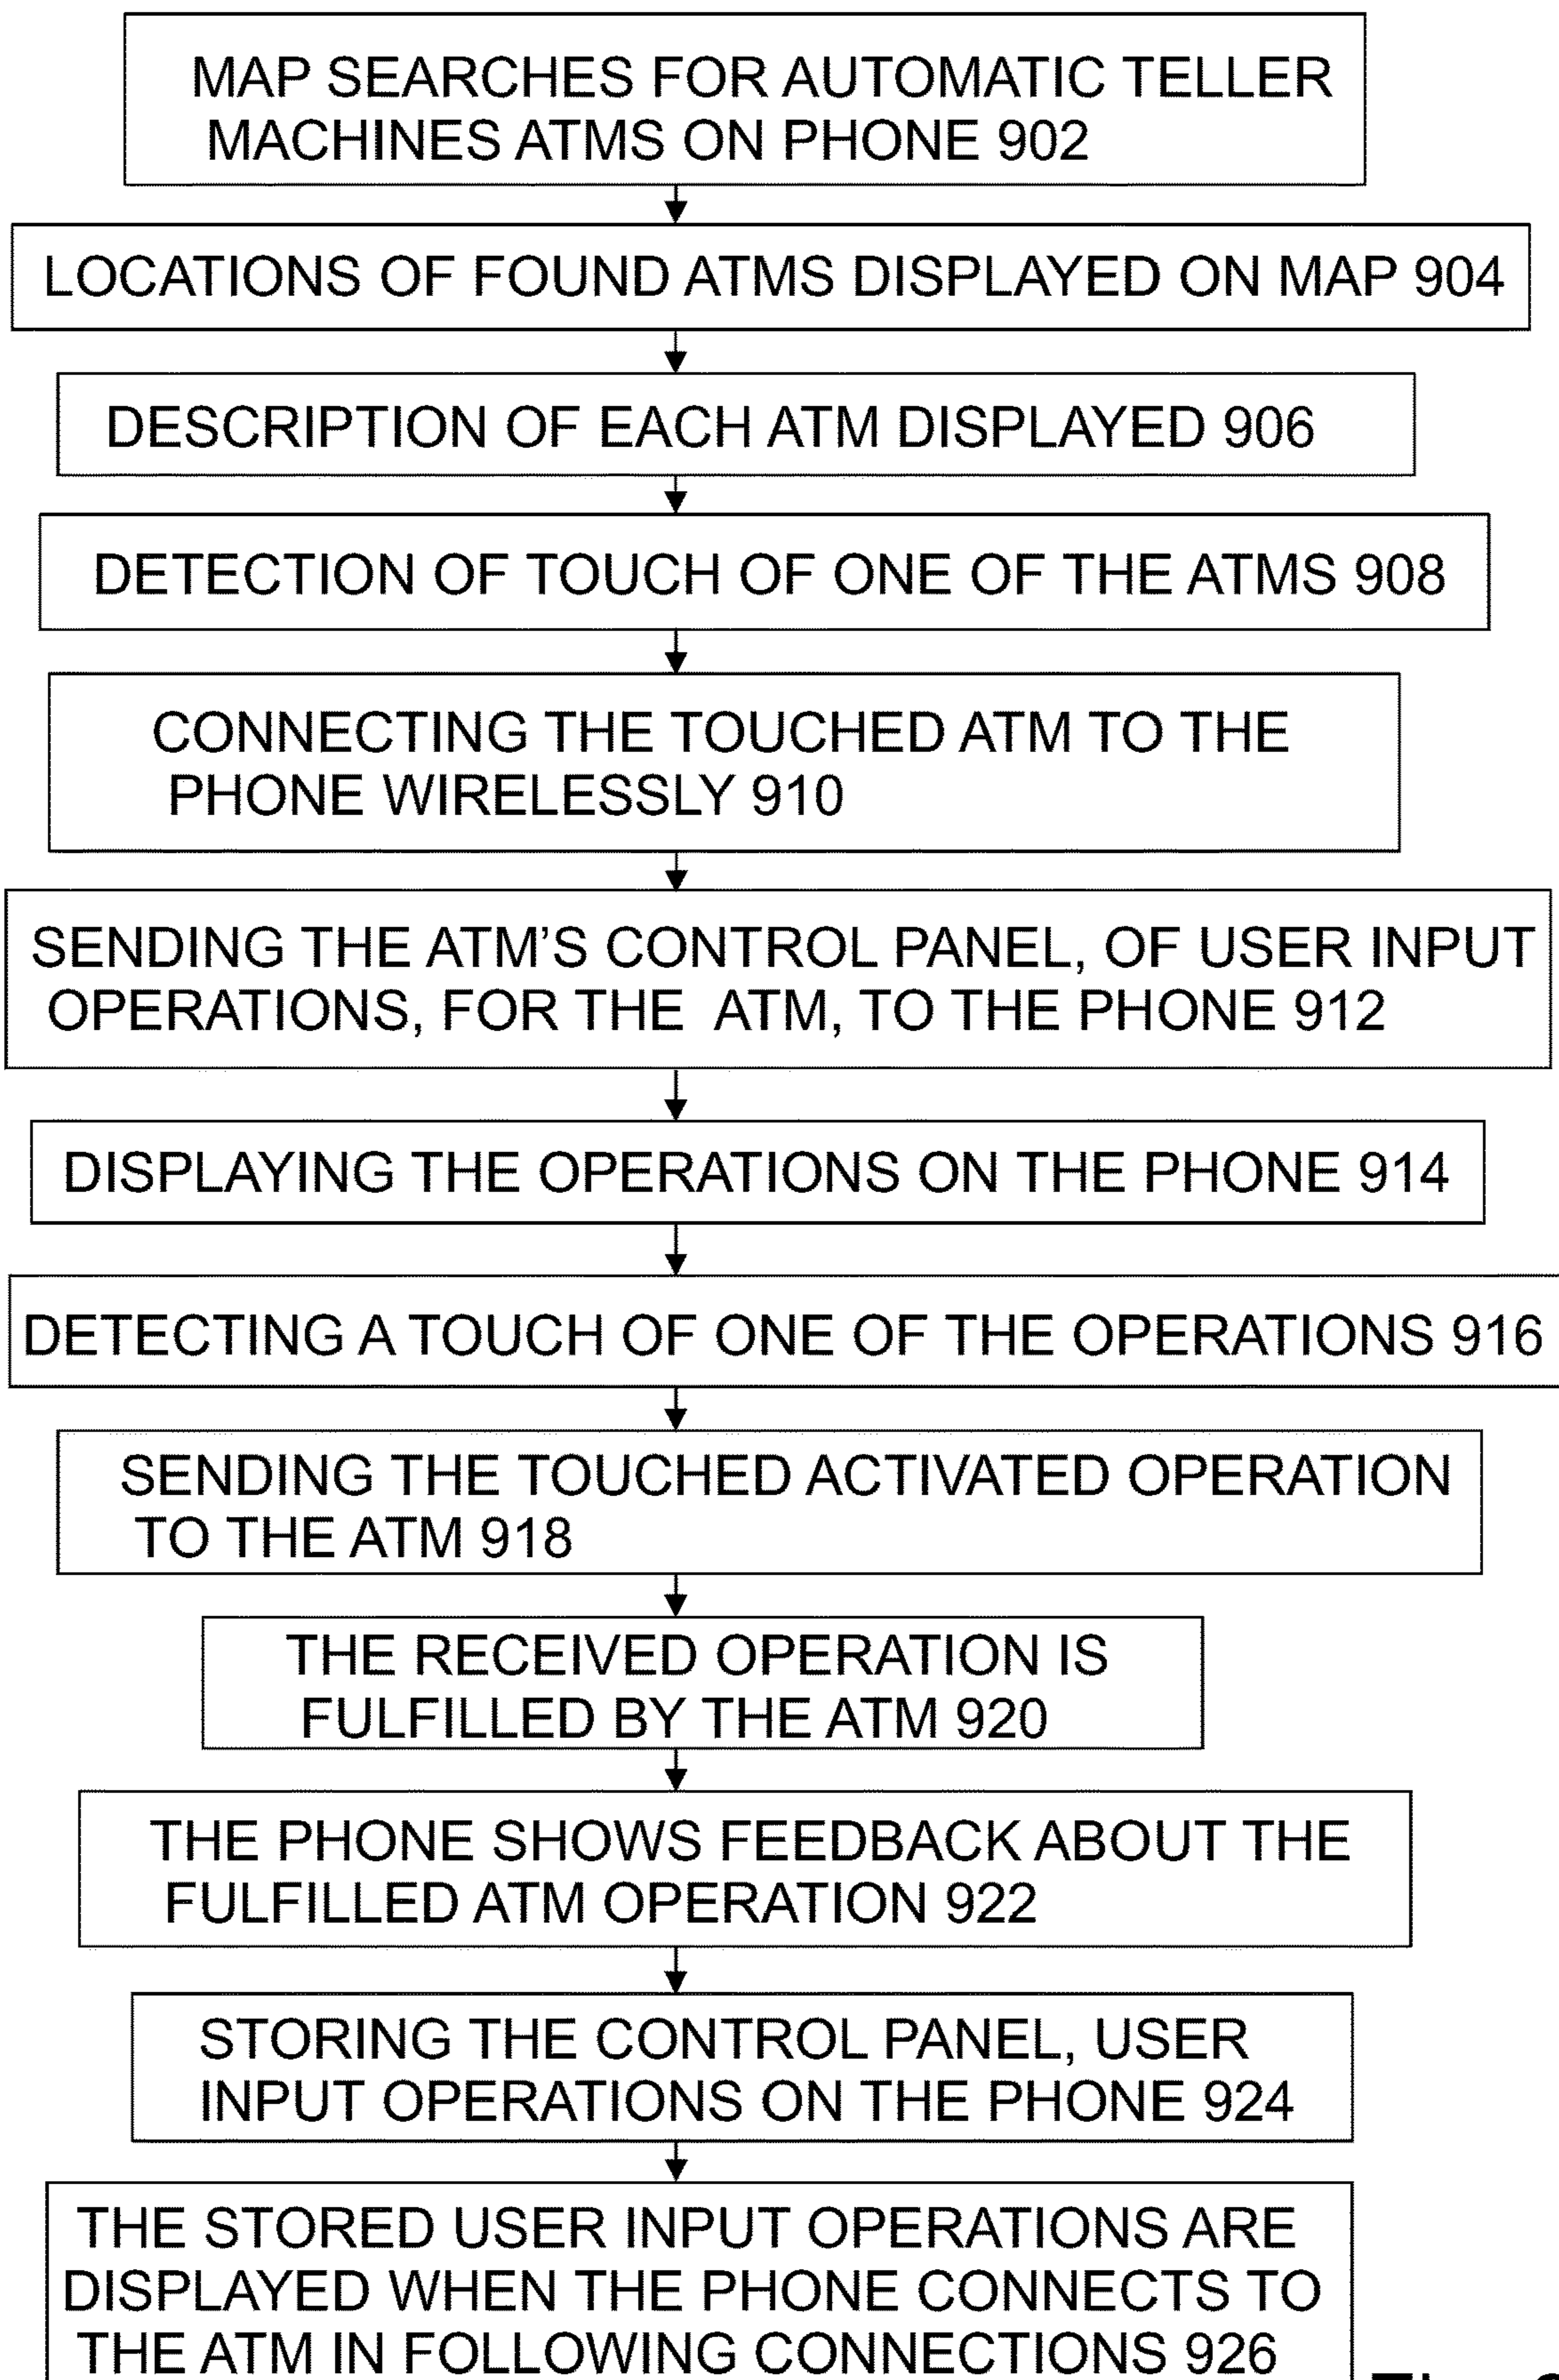 MAP SEARCHES FOR AUTOMATIC TELLER
MACHINES ATMS ON PHONE 902
LOCATIONS OF FOUND ATMS DISPLAYED ON MAP 904
DESCRIPTION OF EACH ATM DISPLAYED 906
DETECTION OF TOUCH OF ONE OF THE ATMS 908
CONNECTING THE TOUCHED ATM TO THE
PHONE WIRELESSLY 910
SENDING THE ATM'S CONTROL PANEL, OF USER INPUT
OPERATIONS, FOR THE ATM, TO THE PHONE 912
DISPLAYING THE OPERATIONS ON THE PHONE 914
DETECTING A TOUCH OF ONE OF THE OPERATIONS 916
SENDING THE TOUCHED ACTIVATED OPERATION
TO THE ATM 918
THE RECEIVED OPERATION IS
FULFILLED BY THE ATM 920
THE PHONE SHOWS FEEDBACK ABOUT THE
FULFILLED ATM OPERATION 922
STORING THE CONTROL PANEL, USER
INPUT OPERATIONS ON THE PHONE 924
THE STORED USER INPUT OPERATIONS ARE
DISPLAYED WHEN THE PHONE CONNECTS TO
THE ATM IN FOLLOWING CONNECTIONS 926